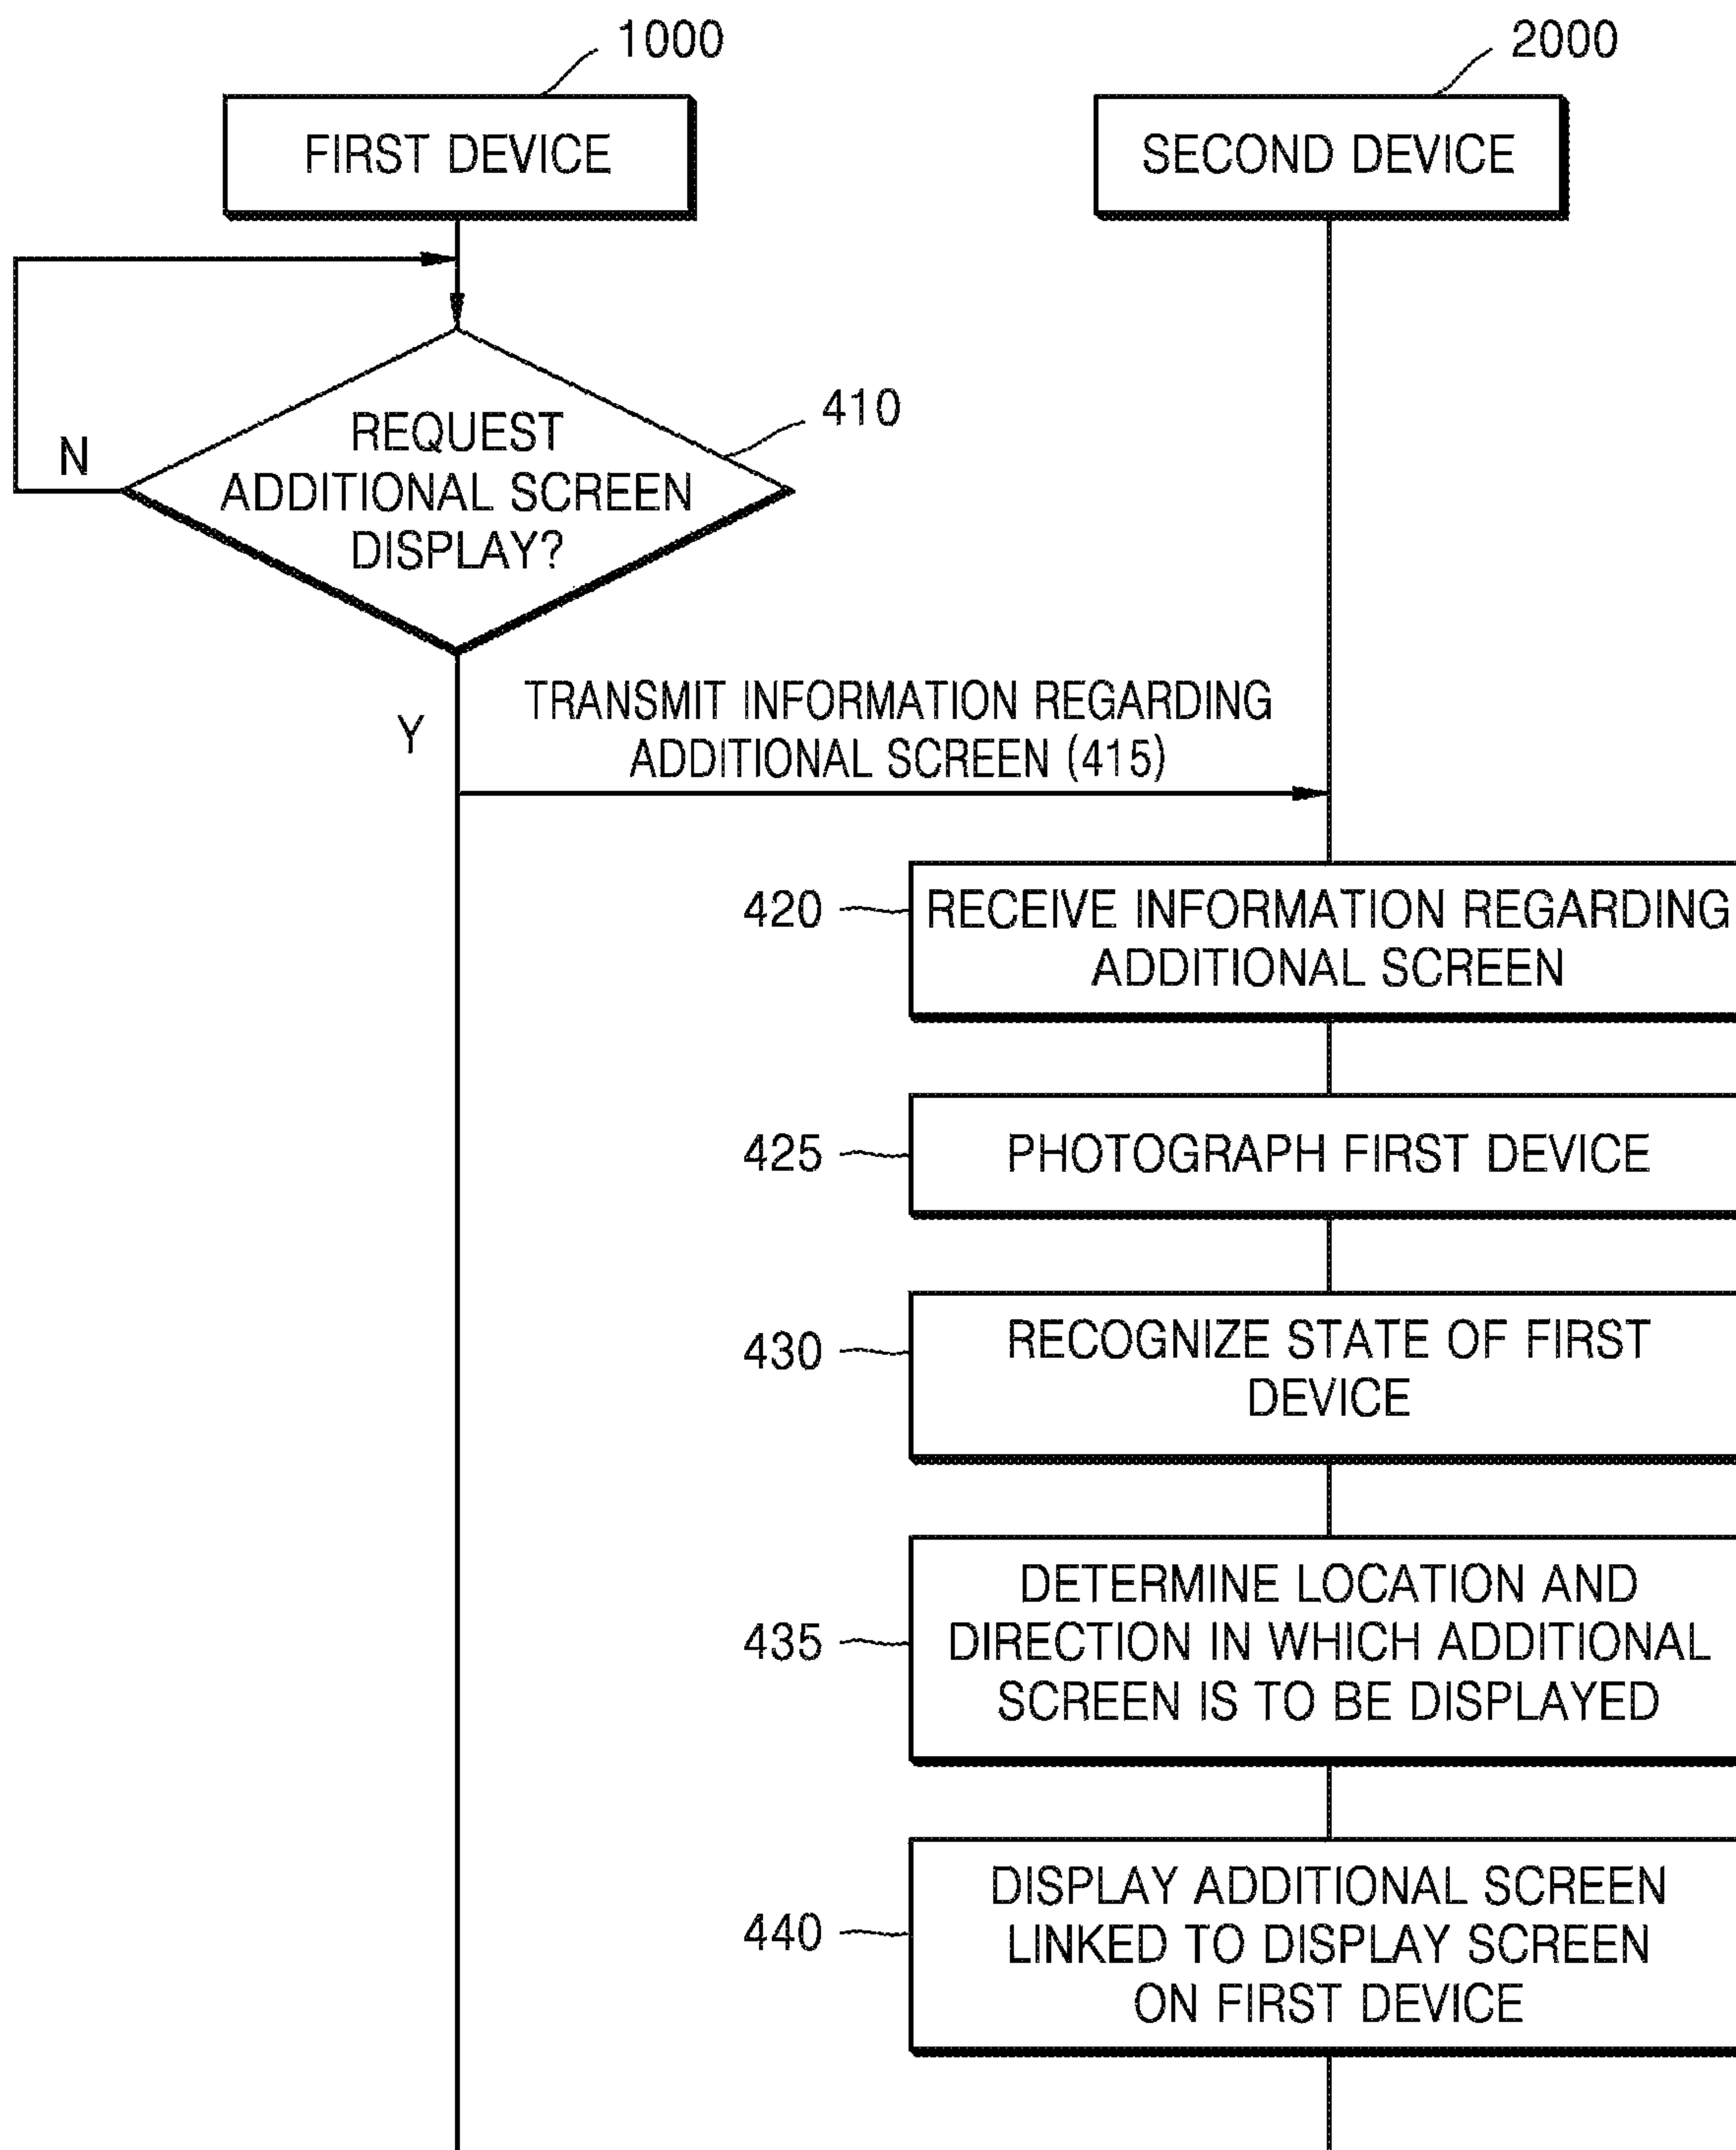 1000
2000
FIRST DEVICE
SECOND DEVICE
410
REQUEST
ADDITIONAL SCREEN
DISPLAY?
N
Y
TRANSMIT INFORMATION REGARDING
ADDITIONAL SCREEN (415)
420
RECEIVE INFORMATION REGARDING
ADDITIONAL SCREEN
425
PHOTOGRAPH FIRST DEVICE
430
RECOGNIZE STATE OF FIRST
DEVICE
435
DETERMINE LOCATION AND
DIRECTION IN WHICH ADDITIONAL
SCREEN IS TO BE DISPLAYED
440
DISPLAY ADDITIONAL SCREEN
LINKED TO DISPLAY SCREEN
ON FIRST DEVICE